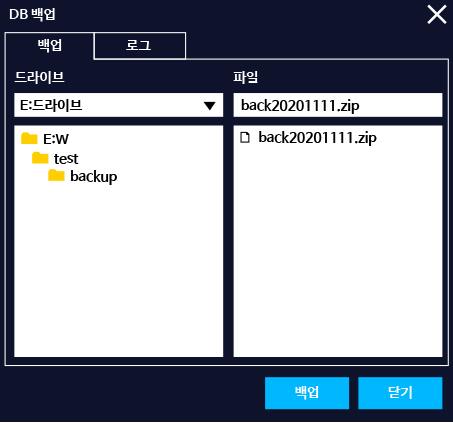 DB 백업
백업
로그
드라이브
파일
E:드라이브
back20201111.zip
E:W
test
backup
back20201111.zip
백업
닫기